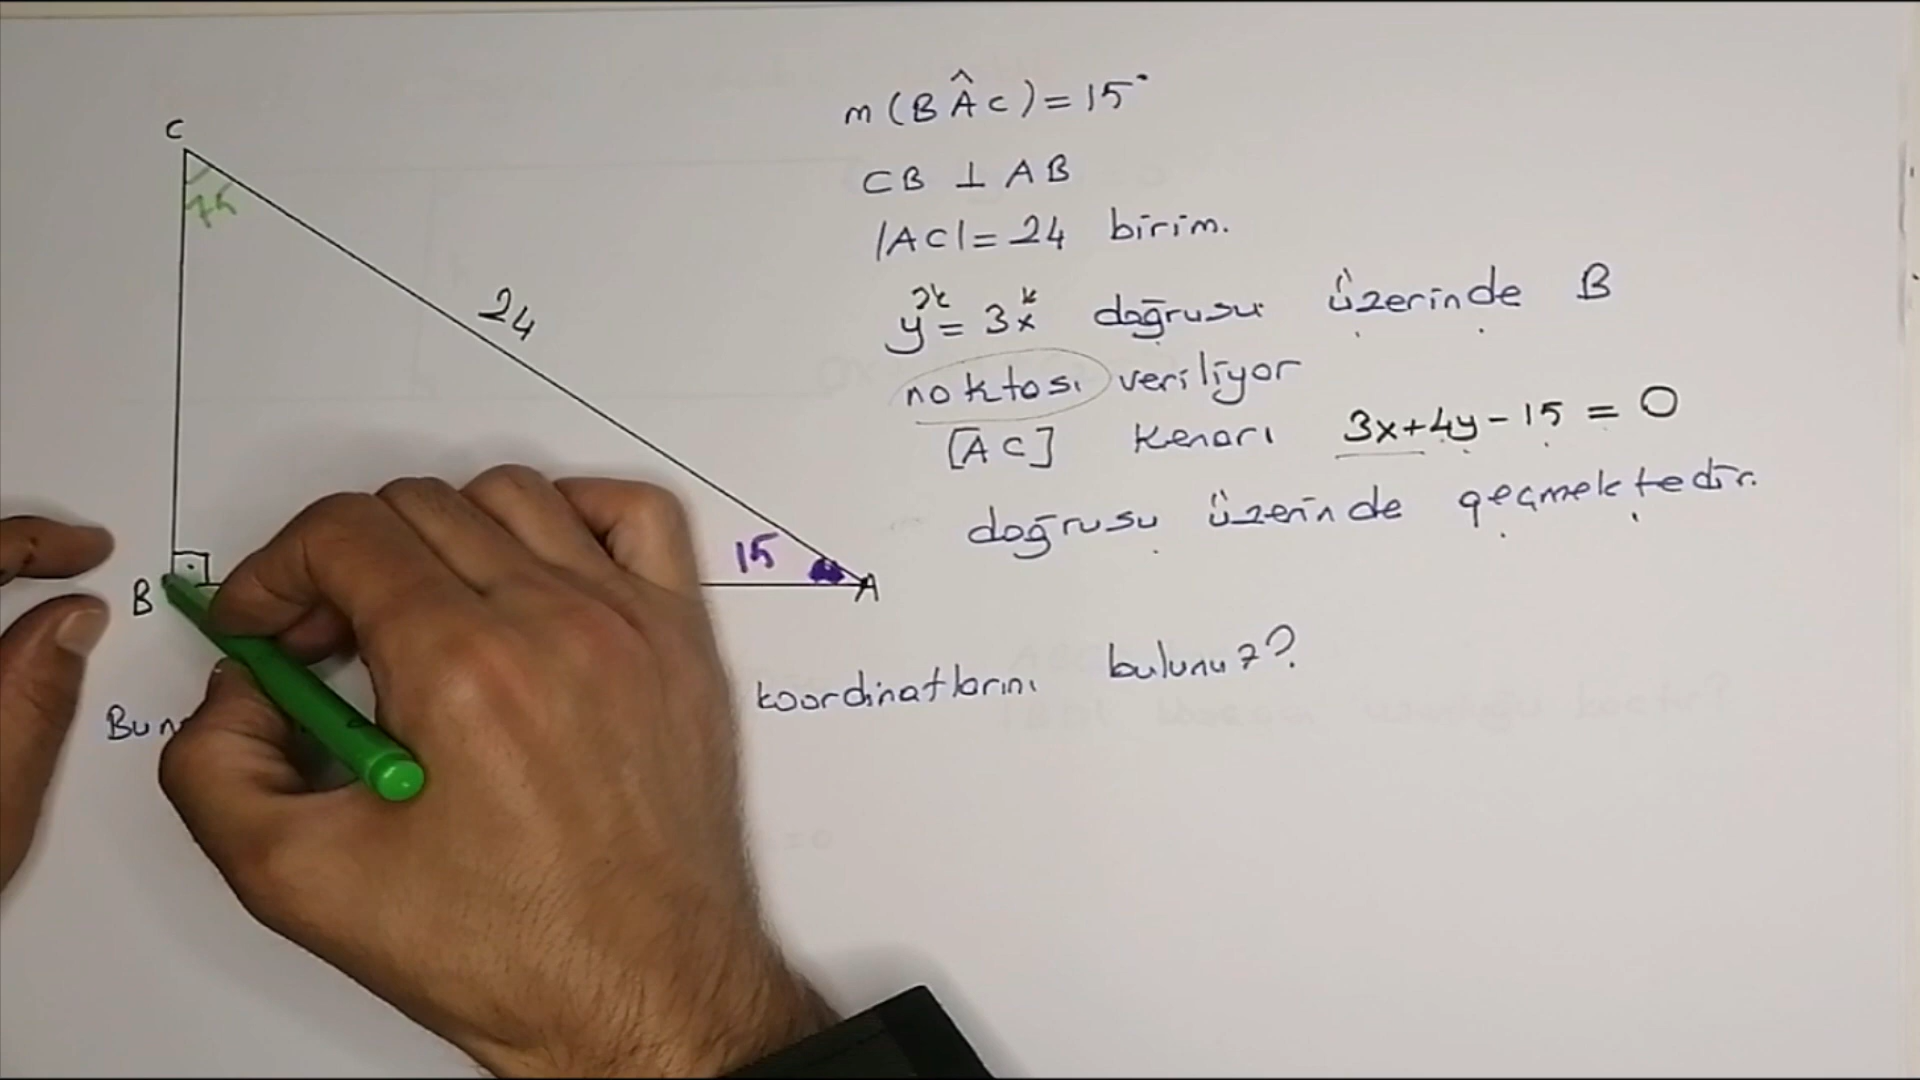 C
75
24
15
B
A
m(BÂC)=15°
CB ⊥ AB
|AC|=24 birim.
3k k
y = 3x doğrusu üzerinde B
noktası veriliyor
[AC] kenarı 3x+4y-15=0
doğrusu üzerinde geçmektedir.
koordinatlarını bulunuz?